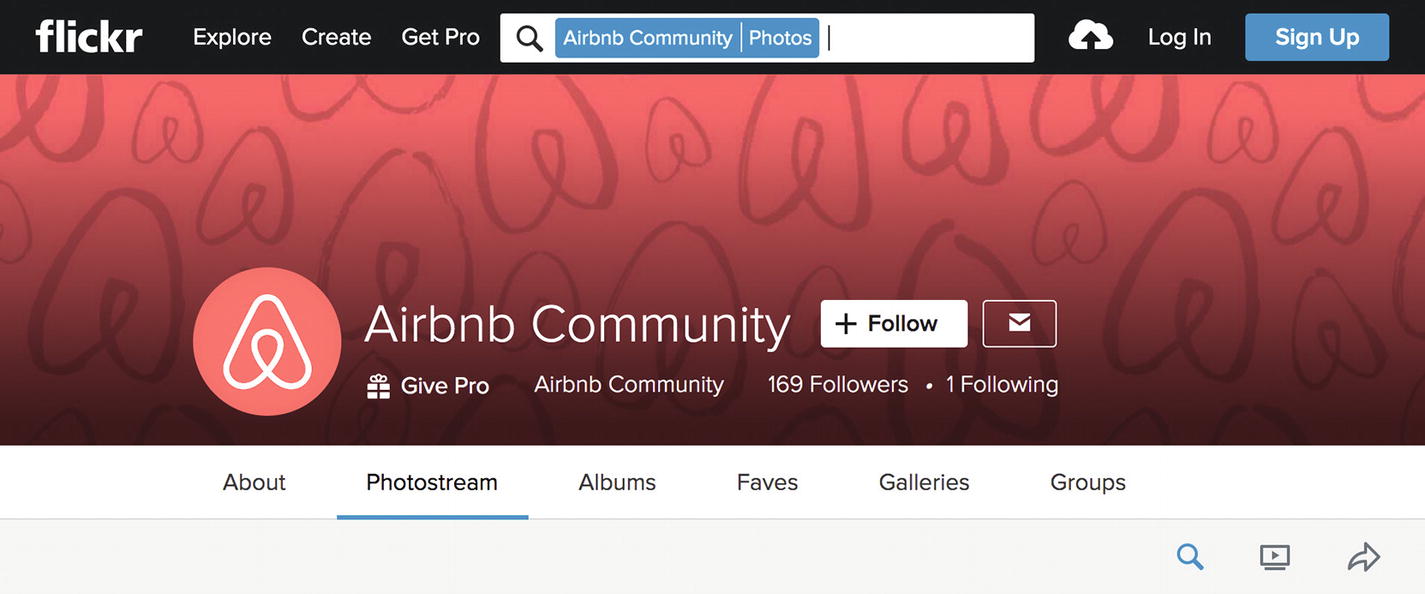 flickr Explore Create Get Pro Airbnb Community Photos Log In Sign Up
Airbnb Community + Follow
Give Pro Airbnb Community 169 Followers • 1 Following
About Photostream Albums Faves Galleries Groups